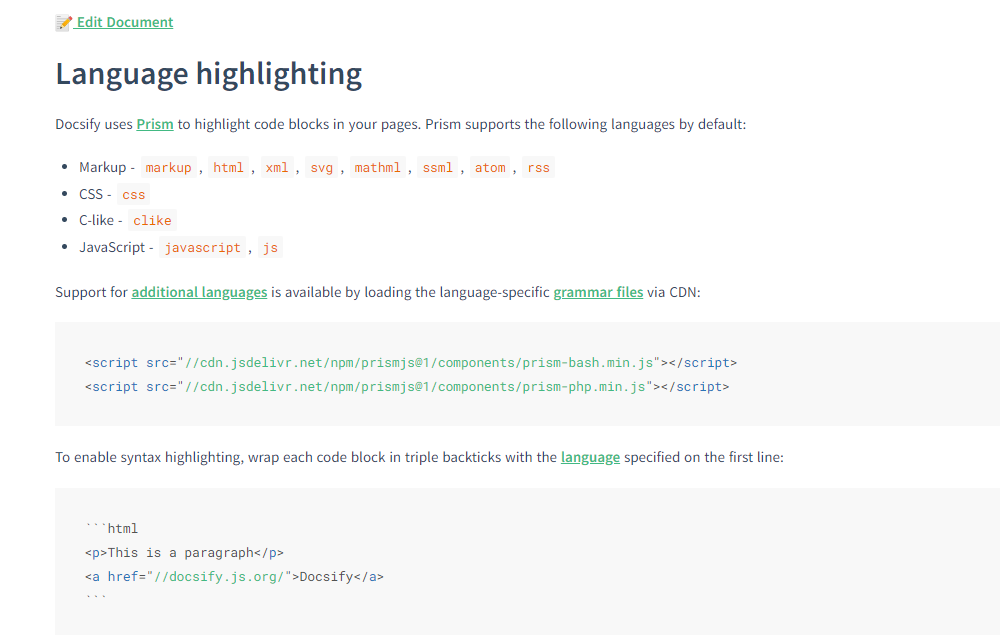 📝 Edit Document
Language highlighting
Docsify uses Prism to highlight code blocks in your pages. Prism supports the following languages by default:
• Markup - markup , html , xml , svg , mathml , ssml , atom , rss
• CSS - css
• C-like - clike
• JavaScript - javascript , js
Support for additional languages is available by loading the language-specific grammar files via CDN:
<script src="//cdn.jsdelivr.net/npm/prismjs@1/components/prism-bash.min.js"></script>
<script src="//cdn.jsdelivr.net/npm/prismjs@1/components/prism-php.min.js"></script>
To enable syntax highlighting, wrap each code block in triple backticks with the language specified on the first line:
```html
<p>This is a paragraph</p>
<a href="//docsify.js.org/">Docsify</a>
```